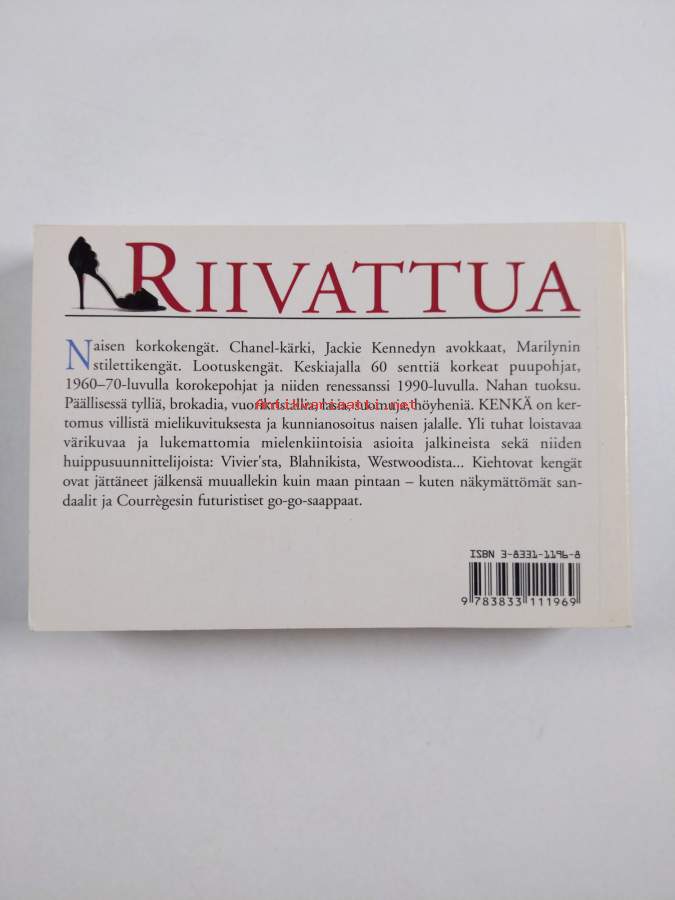 RIIVATTUA
Naisen korkokengät. Chanel-kärki, Jackie Kennedyn avokkaat, Marilynin
stilettikengät. Lootuskengät. Keskiajalla 60 senttiä korkeat puupohjat,
1960–70-luvulla korokepohjat ja niiden renessanssi 1990-luvulla. Nahan tuoksu.
Päällisessä tylliä, brokadia, höyheniä. KENKÄ on ker-
tomus villistä mielikuvituksesta ja kunnianosoitus naisen jalalle. Yli tuhat loistavaa
värikuvaa ja lukemattomia mielenkiintoisia asioita jalkineista sekä niiden
huippusuunnittelijoista: Vivier'sta, Blahnikista, Westwoodista... Kiehtovat kengät
ovat jättäneet jälkensä muuallekin kuin maan pintaan – kuten näkymättömät san-
daalit ja Courrègesin futuristiset go-go-saappaat.
ISBN 3-8331-1196-8
9 783833 111969